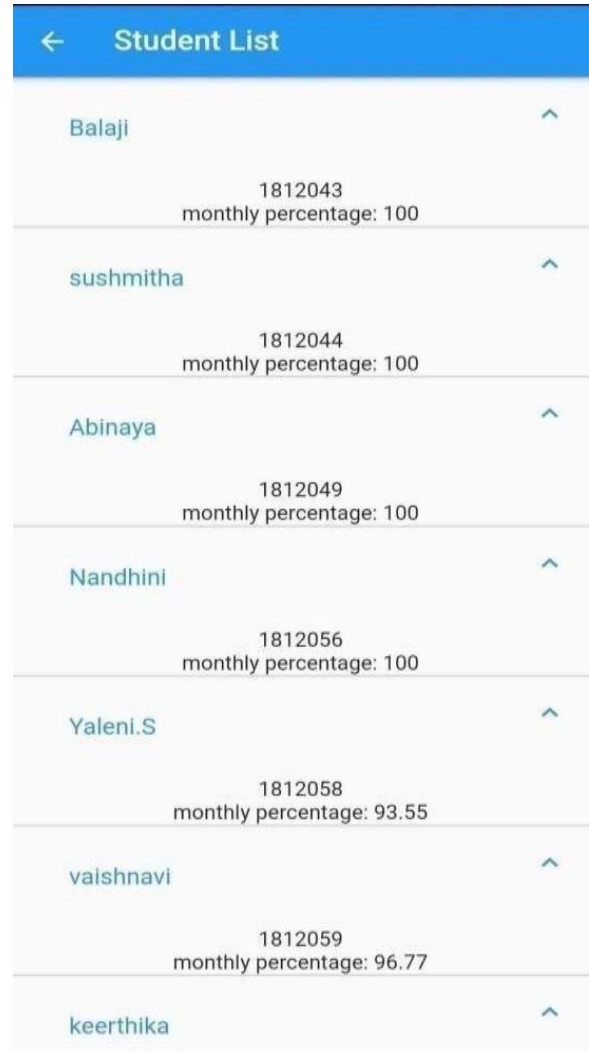 Student List
Balaji
1812043
monthly percentage: 100
sushmitha
1812044
monthly percentage: 100
Abinaya
1812049
monthly percentage: 100
Nandhini
1812056
monthly percentage: 100
Yaleni.S
1812058
monthly percentage: 93.55
vaishnavi
1812059
monthly percentage: 96.77
keerthika